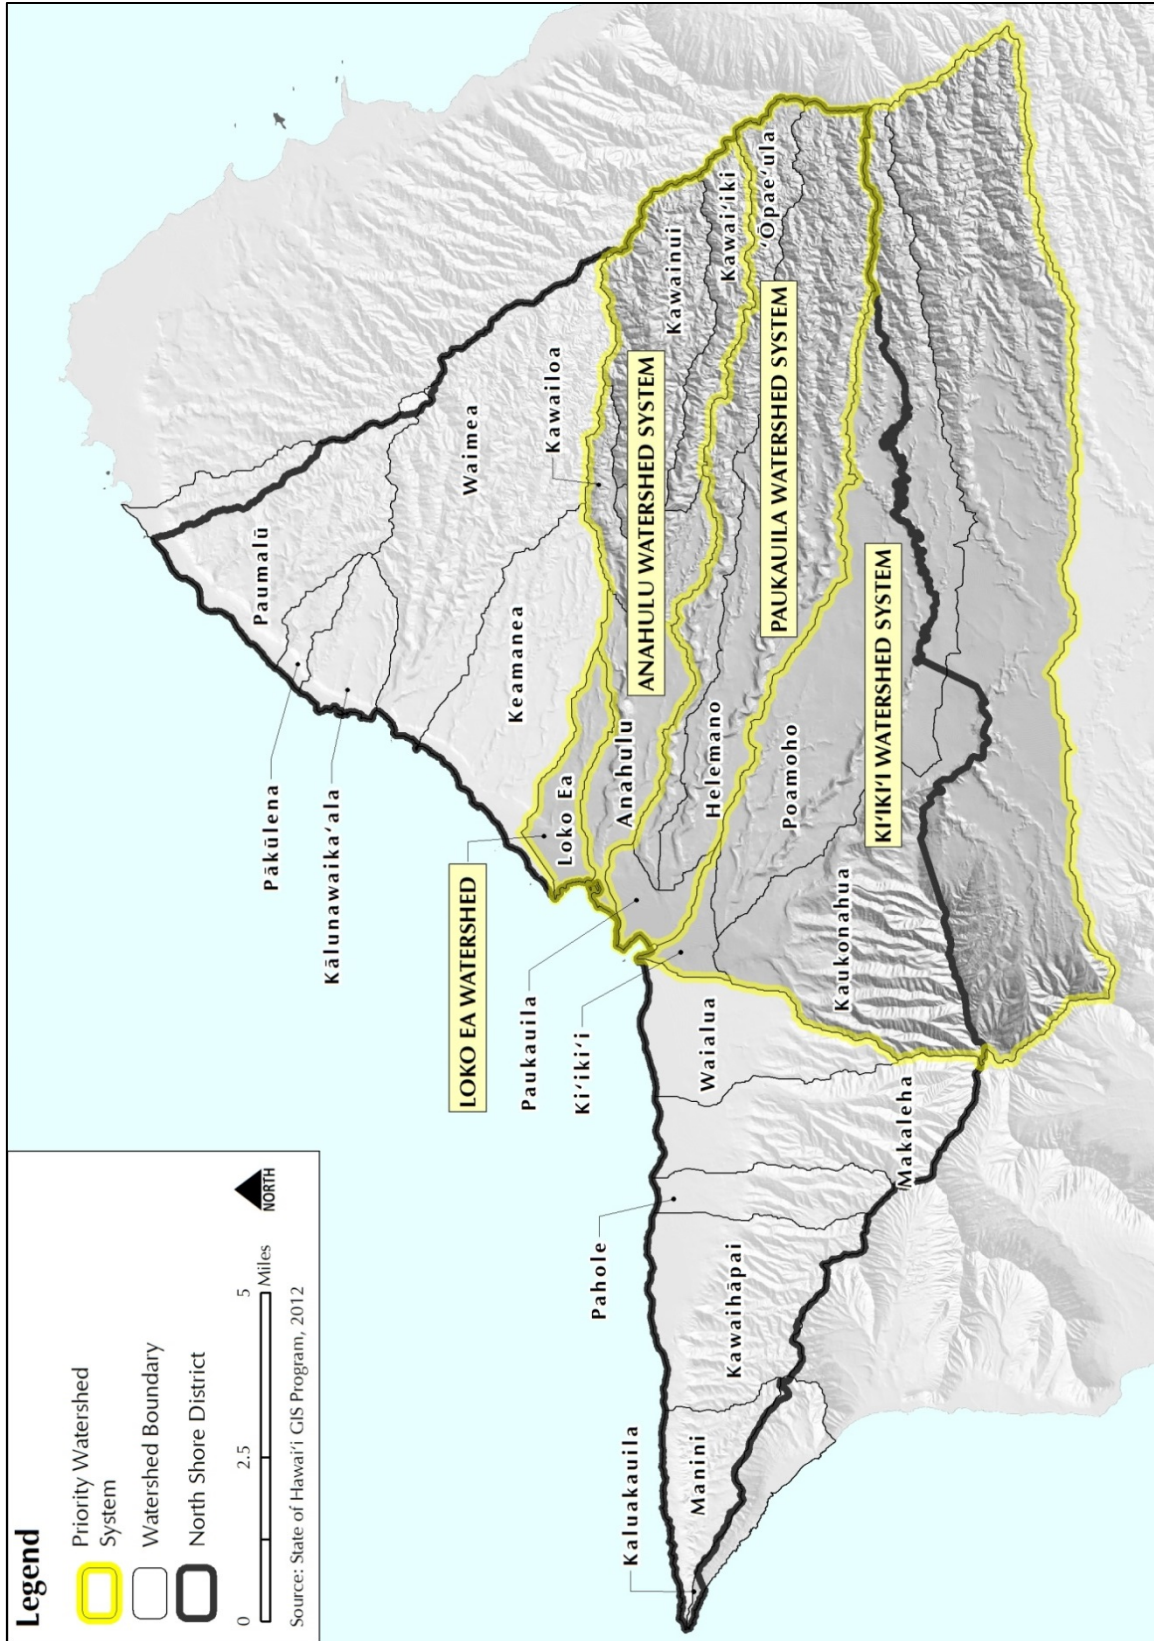 Legend
Priority Watershed
System
Watershed Boundary
North Shore District
0 2.5 5
Miles
NORTH
Source: State of Hawai‘i GIS Program, 2012
Paumalū
Pākūlena
Kālunawaika‘ala
Waimea
Keamanea
Kawailoa
LOKO EA WATERSHED
Loko Ea
ANAHULU WATERSHED SYSTEM
Anahulu
Kawainui
Kawai‘iki
‘Ōpae‘ula
PAUKAUILA WATERSHED SYSTEM
Paukauila
Helemano
Ki‘iki‘i
KI‘IKI‘I WATERSHED SYSTEM
Poamoho
Kaukonahua
Waialua
Makaleha
Pahole
Kawaihāpai
Manini
Kaluakauila